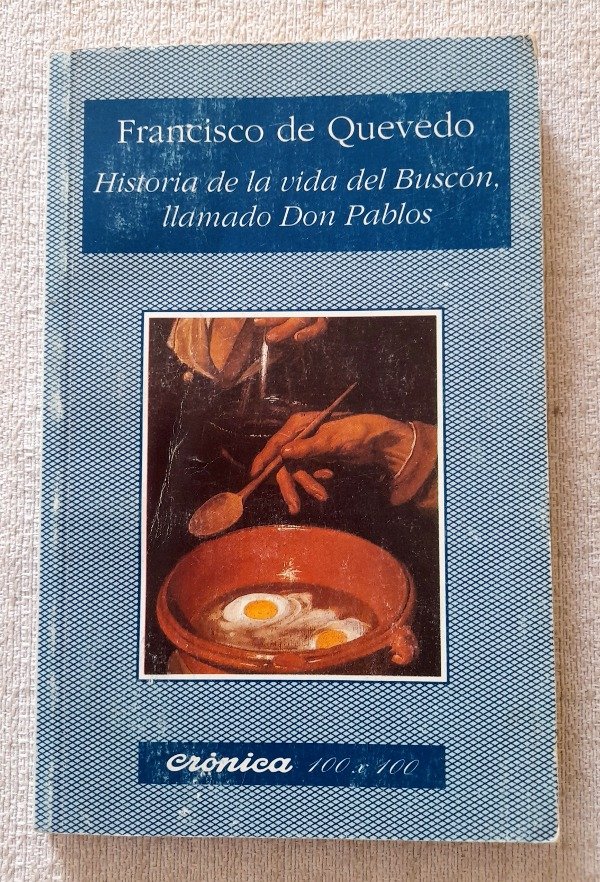 Francisco de Quevedo
Historia de la vida del Buscón,
llamado Don Pablos
crónica 100 x 100